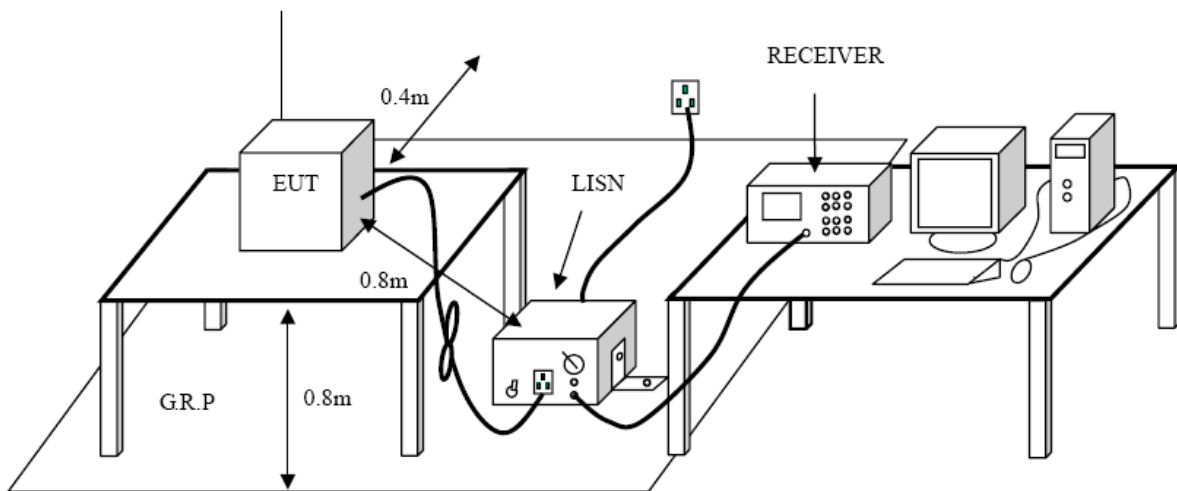 RECEIVER
0.4m
EUT
LISN
0.8m
G.R.P
0.8m